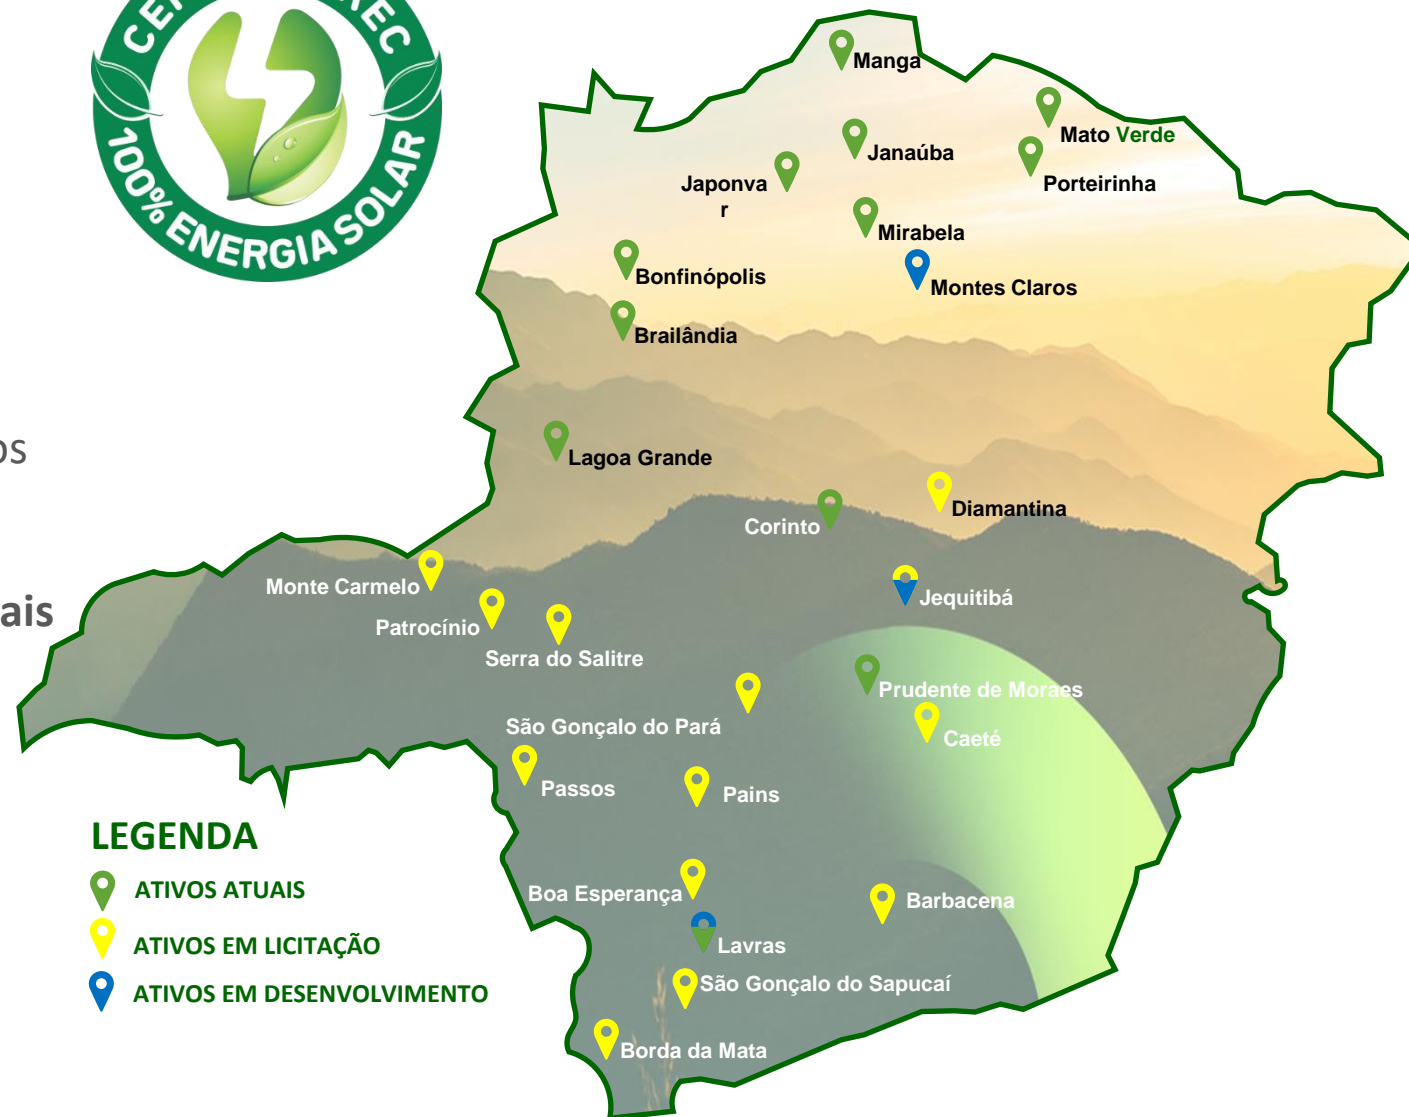 100% ENERGIA SOLAR
Manga
Mato Verde
Janaúba
Porteirinha
Japonva
r
Mirabela
Bonfinópolis
Montes Claros
Brailândia
Lagoa Grande
Diamantina
Corinto
Monte Carmelo
Jequitibá
Patrocínio
Serra do Salitre
Prudente de Moraes
São Gonçalo do Pará
Caeté
Passos
Pains
LEGENDA
ATIVOS ATUAIS
ATIVOS EM LICITAÇÃO
ATIVOS EM DESENVOLVIMENTO
Boa Esperança
Barbacena
Lavras
São Gonçalo do Sapucaí
Borda da Mata